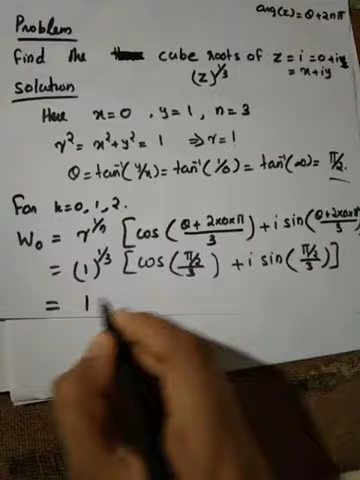 arg(z) = θ + 2nπ
Problem
Find the cube roots of z = i = 0 + iy
(z)^1/3 = x + iy
Solution
Here x = 0 , y = 1 , n = 3
r² = x² + y² = 1 ⇒ r = 1
θ = tan⁻¹(y/x) = tan⁻¹(1/0) = tan⁻¹(∞) = π/2
For k = 0, 1, 2.
W₀ = r^1/n [cos(θ + 2×0×π/3) + i sin(θ + 2×0×π/3
= (1)^1/3 [cos(π/2/3) + i sin(π/2/3)]
= 1